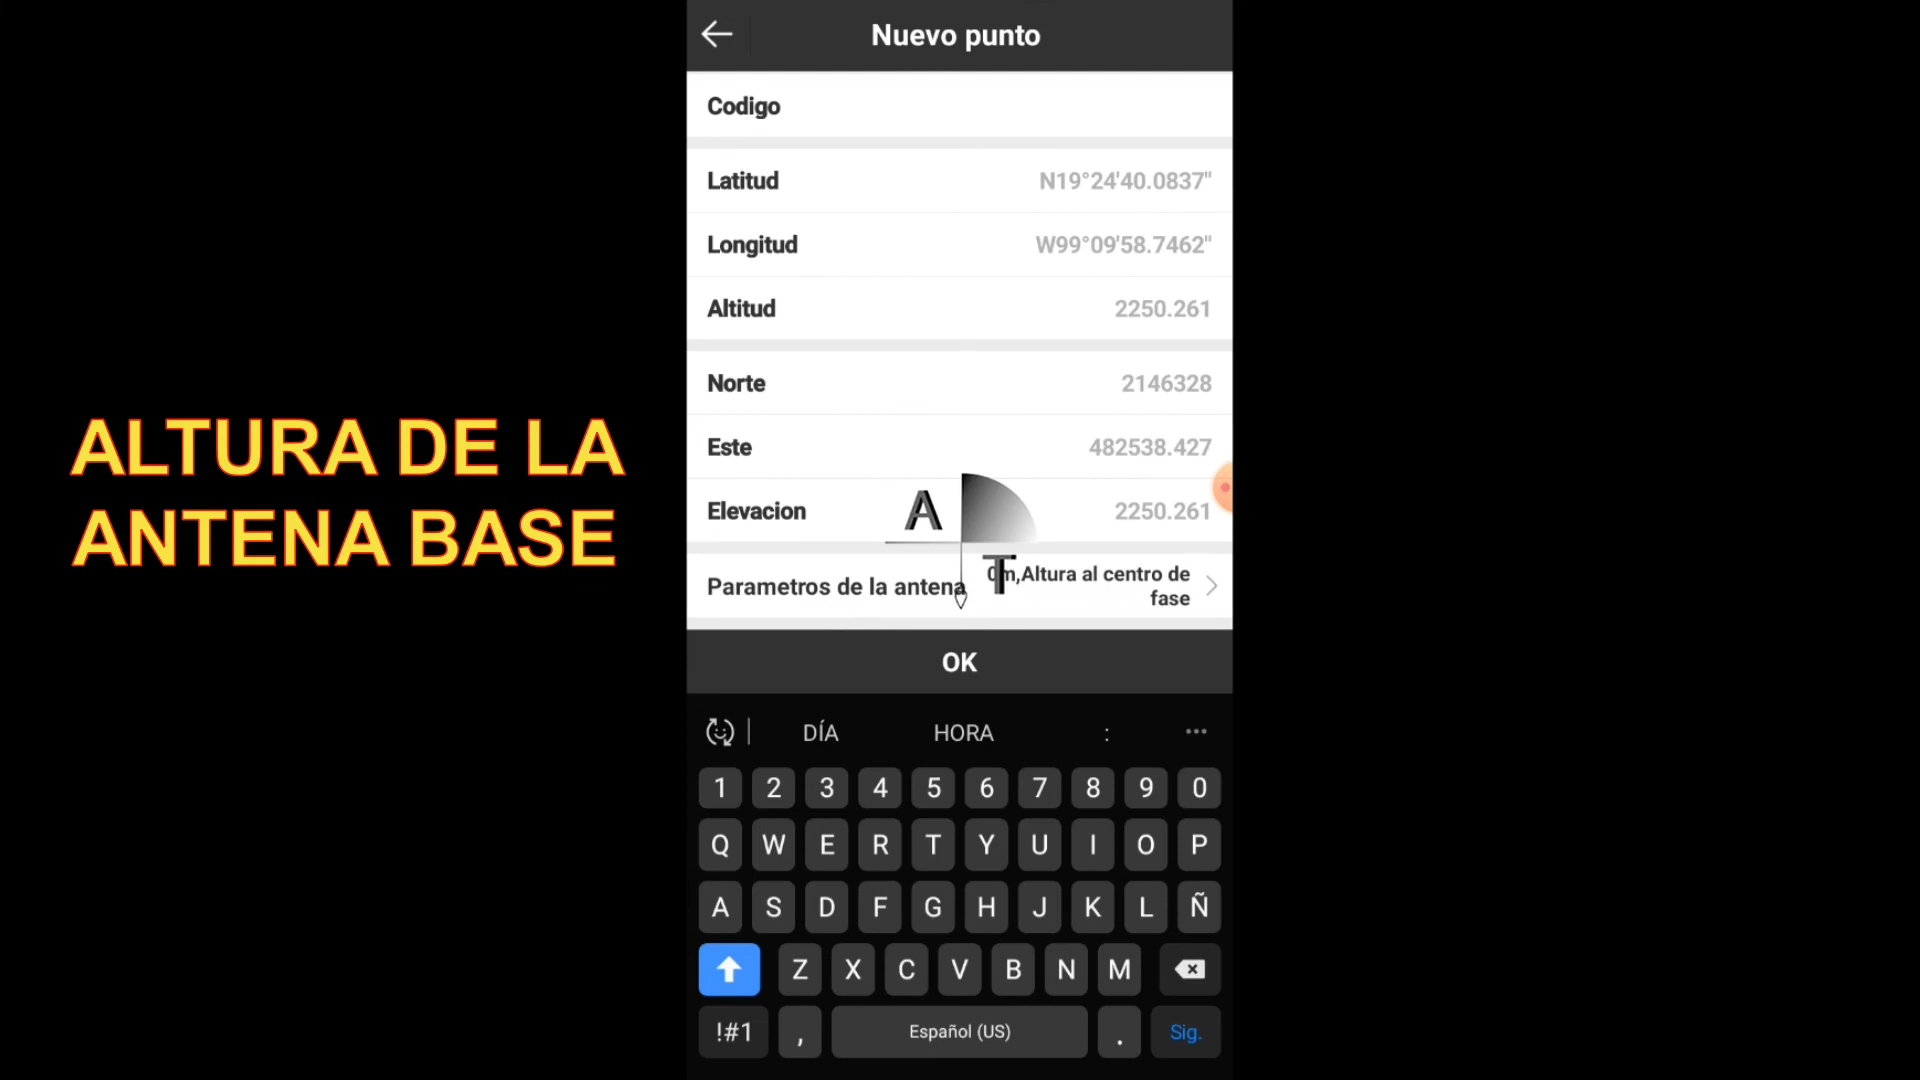 Nuevo punto
Codigo
Latitud N19°24'40.0837"
Longitud W99°09'58.7462"
Altitud 2250.261
Norte 2146328
Este 482538.427
Elevacion 2250.261
A
T
Parametros de la antena 0m,Altura al centro de
fase
OK
ALTURA DE LA
ANTENA BASE
DÍA HORA :
1 2 3 4 5 6 7 8 9 0
Q W E R T Y U I O P
A S D F G H J K L Ñ
Z X C V B N M
!#1 , Español (US) . Sig.